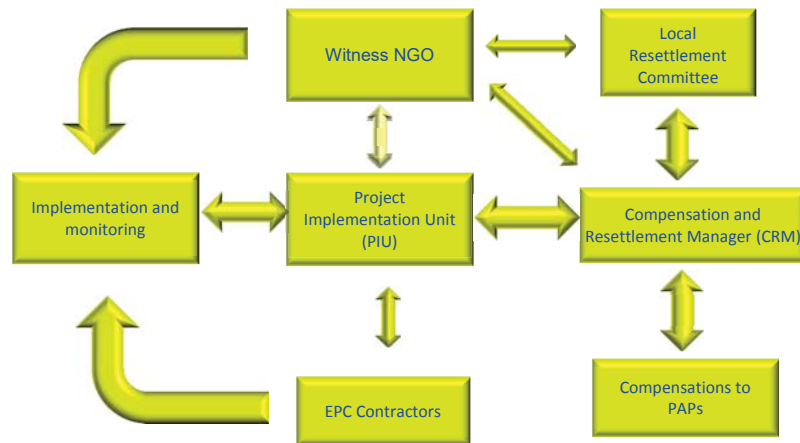 Witness NGO
Local
Resettlement
Committee
Implementation and
monitoring
Project
Implementation Unit
(PIU)
Compensation and
Resettlement Manager (CRM)
EPC Contractors
Compensations to
PAPs